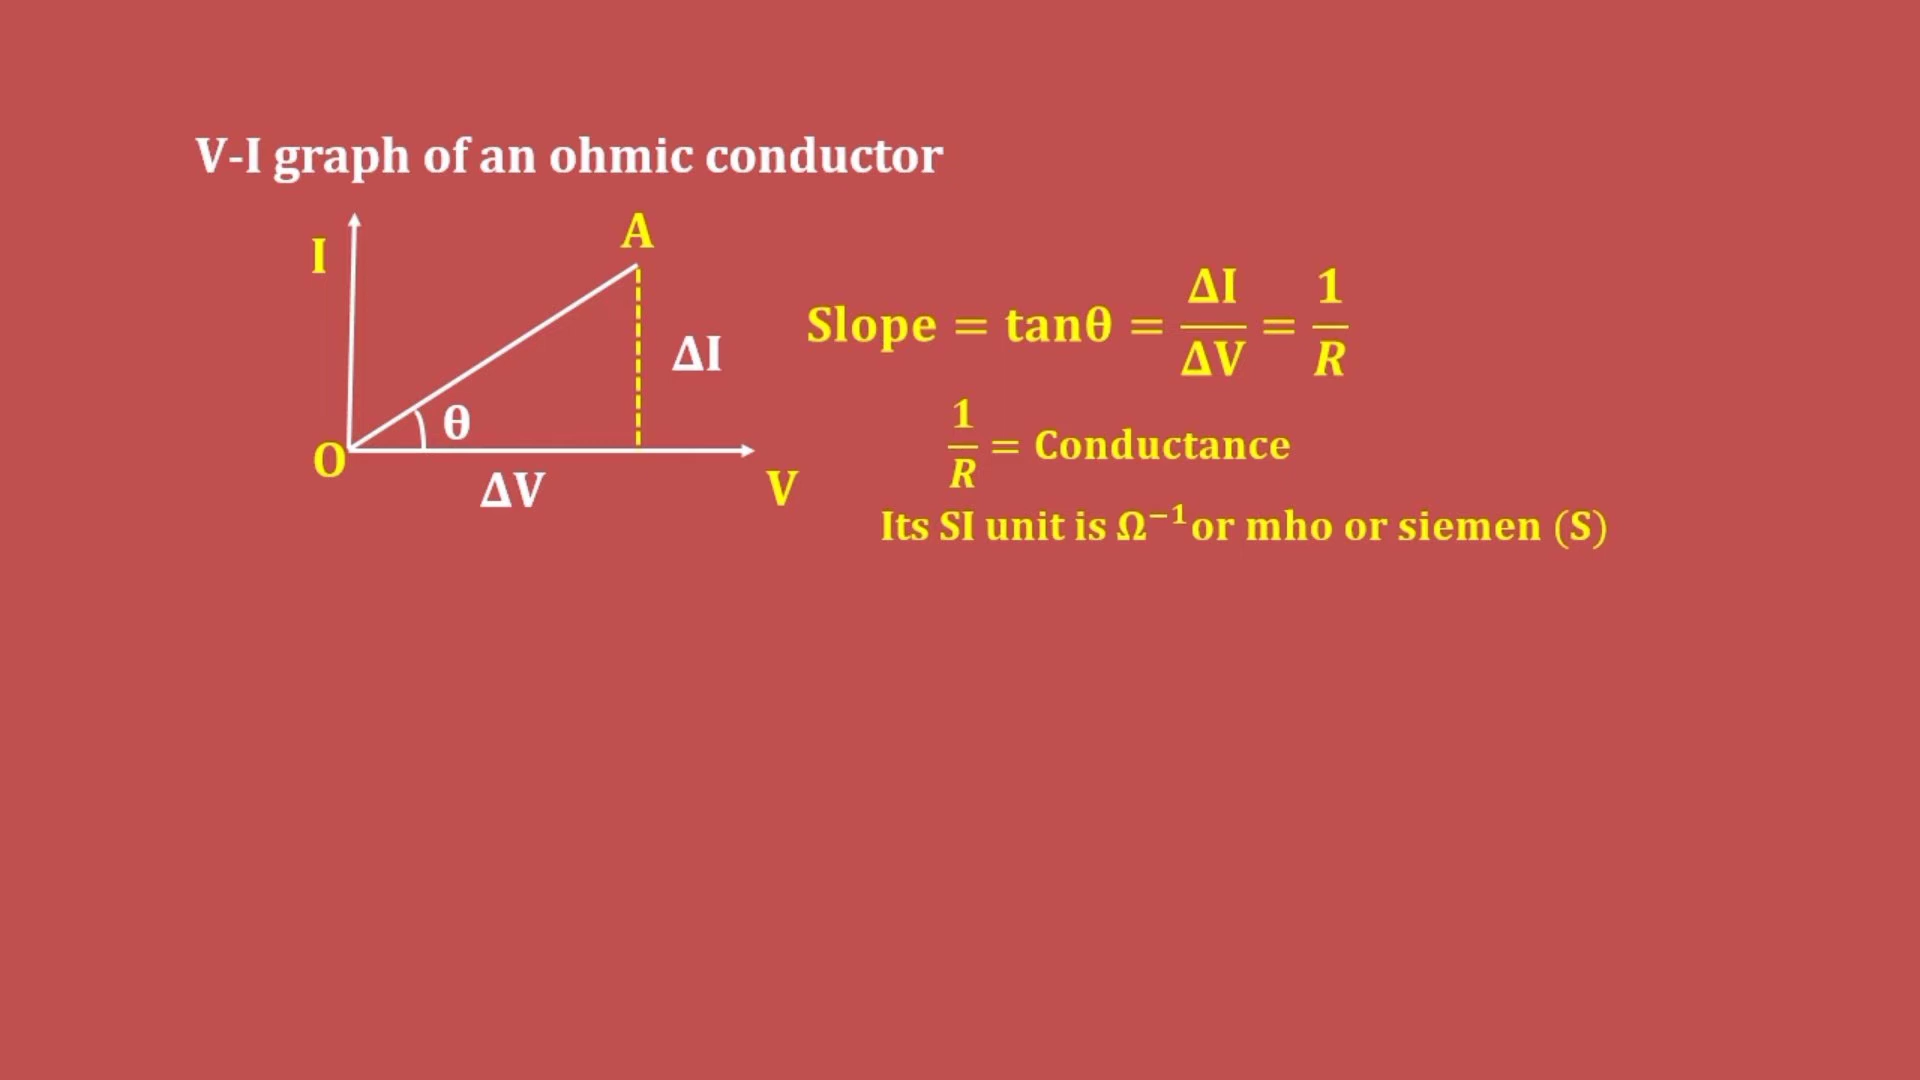 V-I graph of an ohmic conductor
I
A
ΔI
θ
O
ΔV
V
Slope = tanθ = ΔI/ΔV = 1/R
1/R = Conductance
Its SI unit is Ω⁻¹or mho or siemen (S)